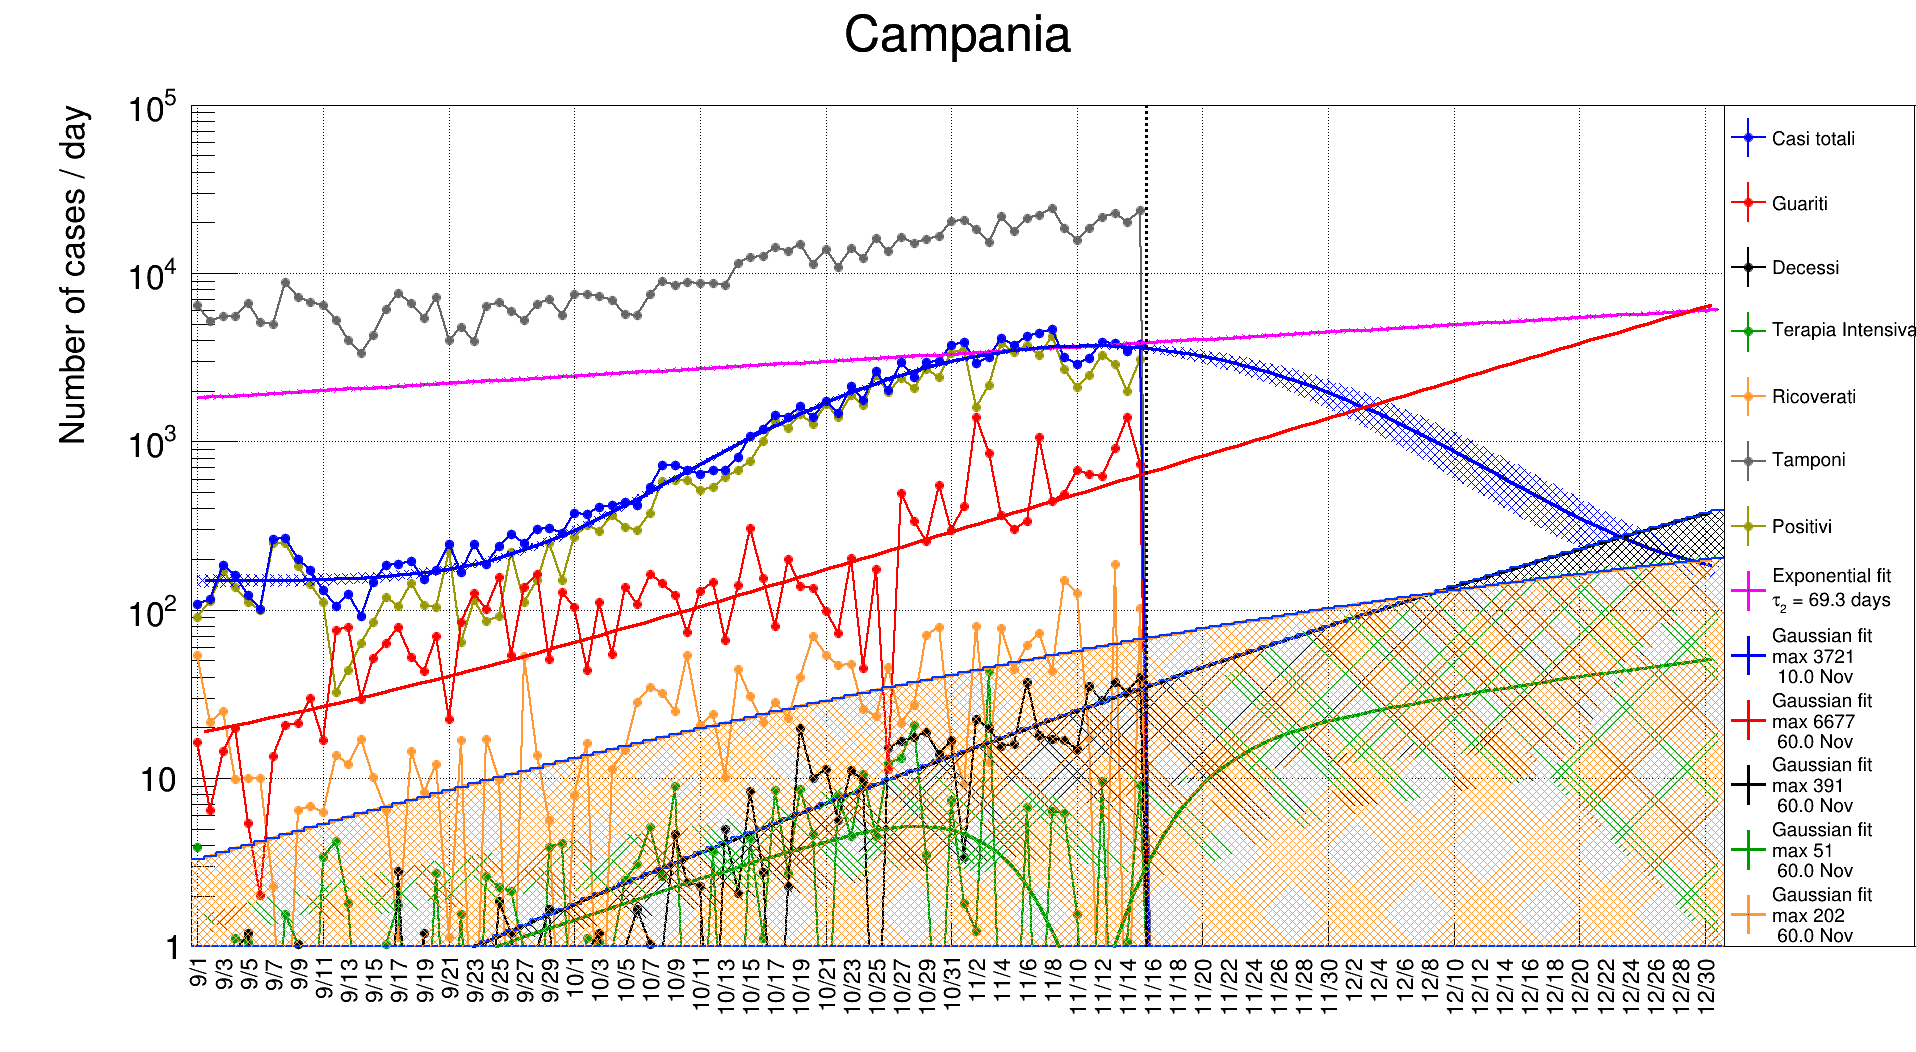 Campania
Number of cases / day
10^5
10^4
10^3
10^2
10
1
9/1
9/3
9/5
9/7
9/9
9/11
9/13
9/15
9/17
9/19
9/21
9/23
9/25
9/27
9/29
10/1
10/3
10/5
10/7
10/9
10/11
10/13
10/15
10/17
10/19
10/21
10/23
10/25
10/27
10/29
10/31
11/2
11/4
11/6
11/8
11/10
11/12
11/14
11/16
11/18
11/20
11/22
11/24
11/26
11/28
11/30
12/2
12/4
12/6
12/8
12/10
12/12
12/14
12/16
12/18
12/20
12/22
12/24
12/26
12/28
12/30
Casi totali
Guariti
Decessi
Terapia Intensiva
Ricoverati
Tamponi
Positivi
Exponential fit
τ₂ = 69.3 days
Gaussian fit
max 3721
10.0 Nov
Gaussian fit
max 6677
60.0 Nov
Gaussian fit
max 391
60.0 Nov
Gaussian fit
max 51
60.0 Nov
Gaussian fit
max 202
60.0 Nov